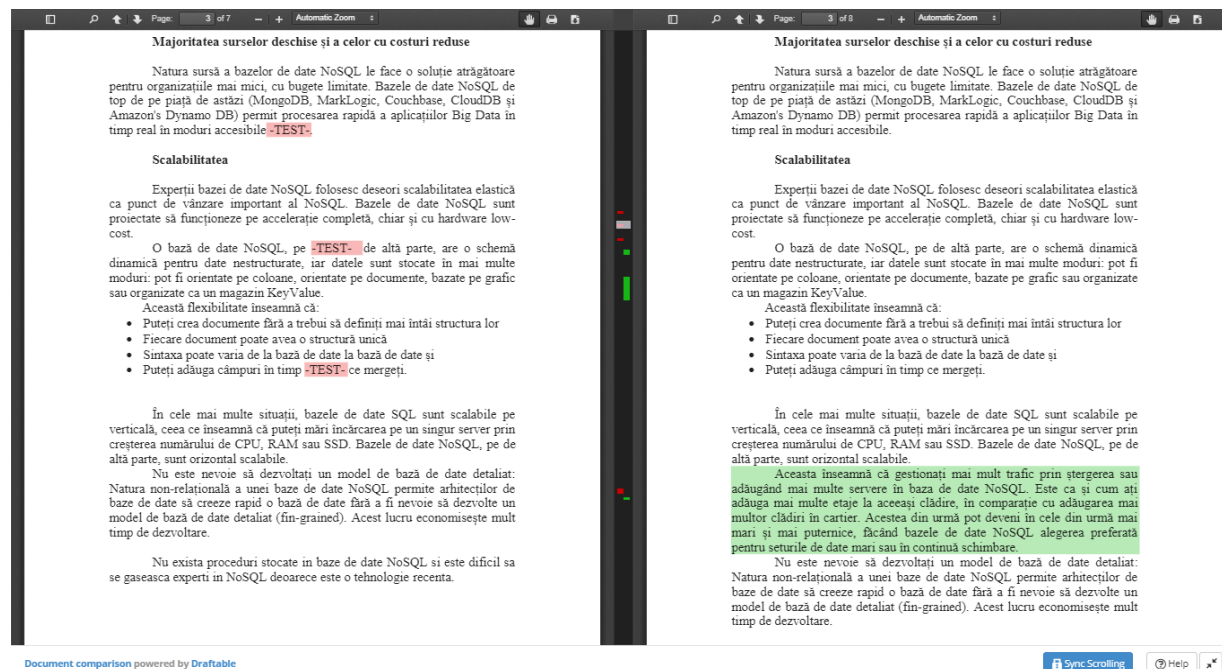 Page: 3 of 7 Automatic Zoom
Majoritatea surselor deschise și a celor cu costuri reduse
Natura sursă a bazelor de date NoSQL le face o soluție atrăgătoare
pentru organizațiile mai mici, cu bugete limitate. Bazele de date NoSQL de
top de pe piață de astăzi (MongoDB, MarkLogic, Couchbase, CloudDB și
Amazon's Dynamo DB) permit procesarea rapidă a aplicațiilor Big Data în
timp real în moduri accesibile -TEST-.
Scalabilitatea
Experții bazei de date NoSQL folosesc deseori scalabilitatea elastică
ca punct de vânzare important al NoSQL. Bazele de date NoSQL sunt
proiectate să funcționeze pe accelerație completă, chiar și cu hardware low-
cost.
O bază de date NoSQL, pe -TEST- de altă parte, are o schemă
dinamică pentru date nestructurate, iar datele sunt stocate în mai multe
moduri: pot fi orientate pe coloane, orientate pe documente, bazate pe grafic
sau organizate ca un magazin KeyValue.
Această flexibilitate înseamnă că:
• Puteți crea documente fără a trebui să definiți mai întâi structura lor
• Fiecare document poate avea o structură unică
• Sintaxa poate varia de la bază de date la bază de date și
• Puteți adăuga câmpuri în timp -TEST- ce mergeți.
În cele mai multe situații, bazele de date SQL sunt scalabile pe
verticală, ceea ce înseamnă că puteți mări încărcarea pe un singur server prin
creșterea numărului de CPU, RAM sau SSD. Bazele de date NoSQL, pe de
altă parte, sunt orizontal scalabile.
Nu este nevoie să dezvoltați un model de bază de date detaliat:
Natura non-relațională a unei baze de date NoSQL permite arhitecților de
baze de date să creeze rapid o bază de date fără a fi nevoie să dezvolte un
model de bază de date detaliat (fin-grained). Acest lucru economisește mult
timp de dezvoltare.
Nu exista proceduri stocate in baze de date NoSQL si este dificil sa
se gaseasca experti in NoSQL deoarece este o tehnologie recenta.
Page: 3 of 8 Automatic Zoom
Majoritatea surselor deschise și a celor cu costuri reduse
Natura sursă a bazelor de date NoSQL le face o soluție atrăgătoare
pentru organizațiile mai mici, cu bugete limitate. Bazele de date NoSQL de
top de pe piață de astăzi (MongoDB, MarkLogic, Couchbase, CloudDB și
Amazon's Dynamo DB) permit procesarea rapidă a aplicațiilor Big Data în
timp real în moduri accesibile.
Scalabilitatea
Experții bazei de date NoSQL folosesc deseori scalabilitatea elastică
ca punct de vânzare important al NoSQL. Bazele de date NoSQL sunt
proiectate să funcționeze pe accelerație completă, chiar și cu hardware low-
cost.
O bază de date NoSQL, pe de altă parte, are o schemă dinamică
pentru date nestructurate, iar datele sunt stocate în mai multe moduri: pot fi
orientate pe coloane, orientate pe documente, bazate pe grafic sau organizate
ca un magazin KeyValue.
Această flexibilitate înseamnă că:
• Puteți crea documente fără a trebui să definiți mai întâi structura lor
• Fiecare document poate avea o structură unică
• Sintaxa poate varia de la bază de date la bază de date și
• Puteți adăuga câmpuri în timp ce mergeți.
În cele mai multe situații, bazele de date SQL sunt scalabile pe
verticală, ceea ce înseamnă că puteți mări încărcarea pe un singur server prin
creșterea numărului de CPU, RAM sau SSD. Bazele de date NoSQL, pe de
altă parte, sunt orizontal scalabile.
Aceasta înseamnă că gestionați mai mult trafic prin ștergerea sau
adăugând mai multe servere în baza de date NoSQL. Este ca și cum ați
adăuga mai multe etaje la aceeași clădire, în comparație cu adăugarea mai
multor clădiri în cartier. Acestea din urmă pot deveni în cele din urmă mai
mari și mai puternice, făcând bazele de date NoSQL alegerea preferată
pentru seturile de date mari sau în continuă schimbare.
Nu este nevoie să dezvoltați un model de bază de date detaliat:
Natura non-relațională a unei baze de date NoSQL permite arhitecților de
baze de date să creeze rapid o bază de date fără a fi nevoie să dezvolte un
model de bază de date detaliat (fin-grained). Acest lucru economisește mult
timp de dezvoltare.
Document comparison powered by Draftable
Sync Scrolling
Help